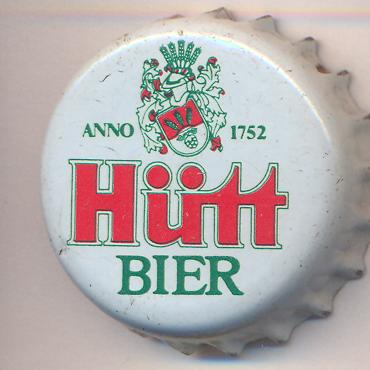 ANNO 1752
Hütt
BIER